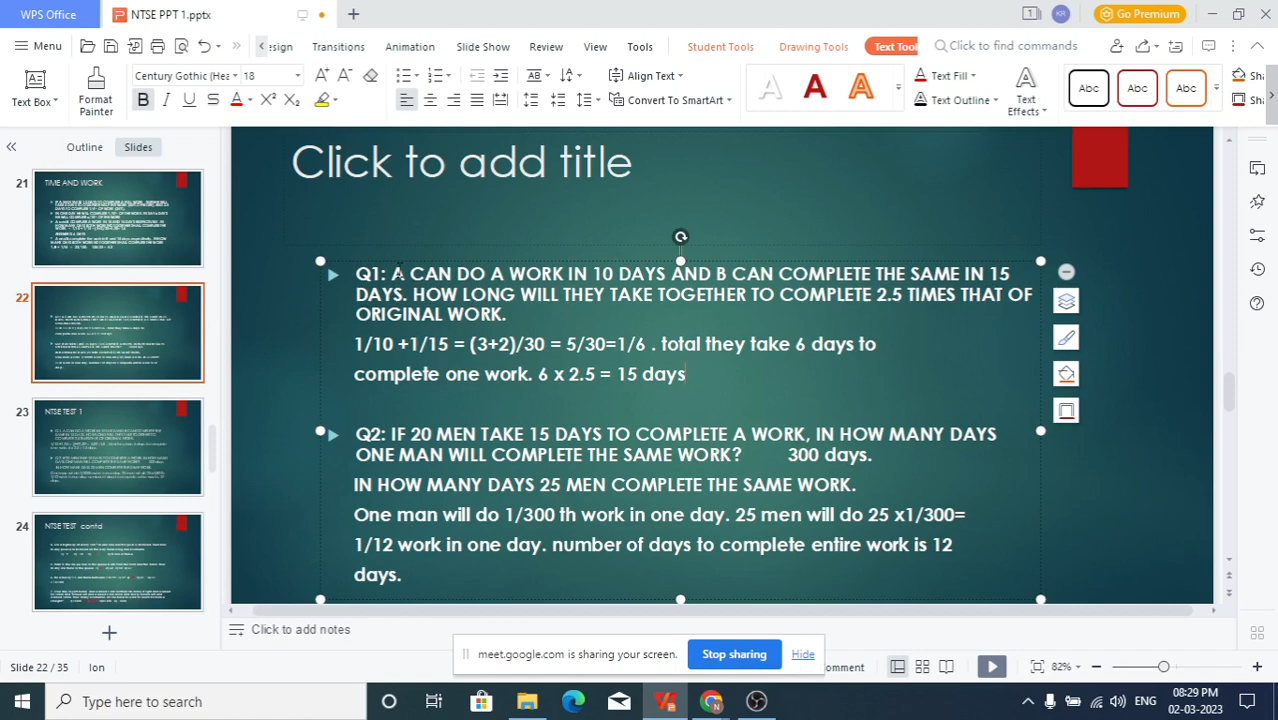 WPS Office
NTSE PPT 1.pptx
KR
Go Premium
Menu
esign
Transitions
Animation
Slide Show
Review
View
Tools
Student Tools
Drawing Tools
Text Tool
Click to find commands
Text Box
Format
Painter
Century Gothic (Hea
18
Align Text
Convert To SmartArt
Text Fill
Text Outline
Text
Effects
Abc
Abc
Abc
Sha
Sha
Outline
Slides
21
TIME AND WORK
22
23
NTSE TEST 1
24
NTSE TEST contd
Click to add title
Q1: A CAN DO A WORK IN 10 DAYS AND B CAN COMPLETE THE SAME IN 15
DAYS. HOW LONG WILL THEY TAKE TOGETHER TO COMPLETE 2.5 TIMES THAT OF
ORIGINAL WORK.
1/10 +1/15 = (3+2)/30 = 5/30=1/6 . total they take 6 days to
complete one work. 6 x 2.5 = 15 days
Q2: IF 20 MEN TAKE 15 DAYS TO COMPLETE A WORK, IN HOW MANY DAYS
ONE MAN WILL COMPLETE THE SAME WORK? 300 days.
IN HOW MANY DAYS 25 MEN COMPLETE THE SAME WORK.
One man will do 1/300 th work in one day. 25 men will do 25 x1/300=
1/12 work in one day. number of days to complete entire work is 12
days.
Click to add notes
meet.google.com is sharing your screen.
Stop sharing
Hide
Slide 22 / 35
Ion
omment
82%
Type here to search
ENG
08:29 PM
02-03-2023